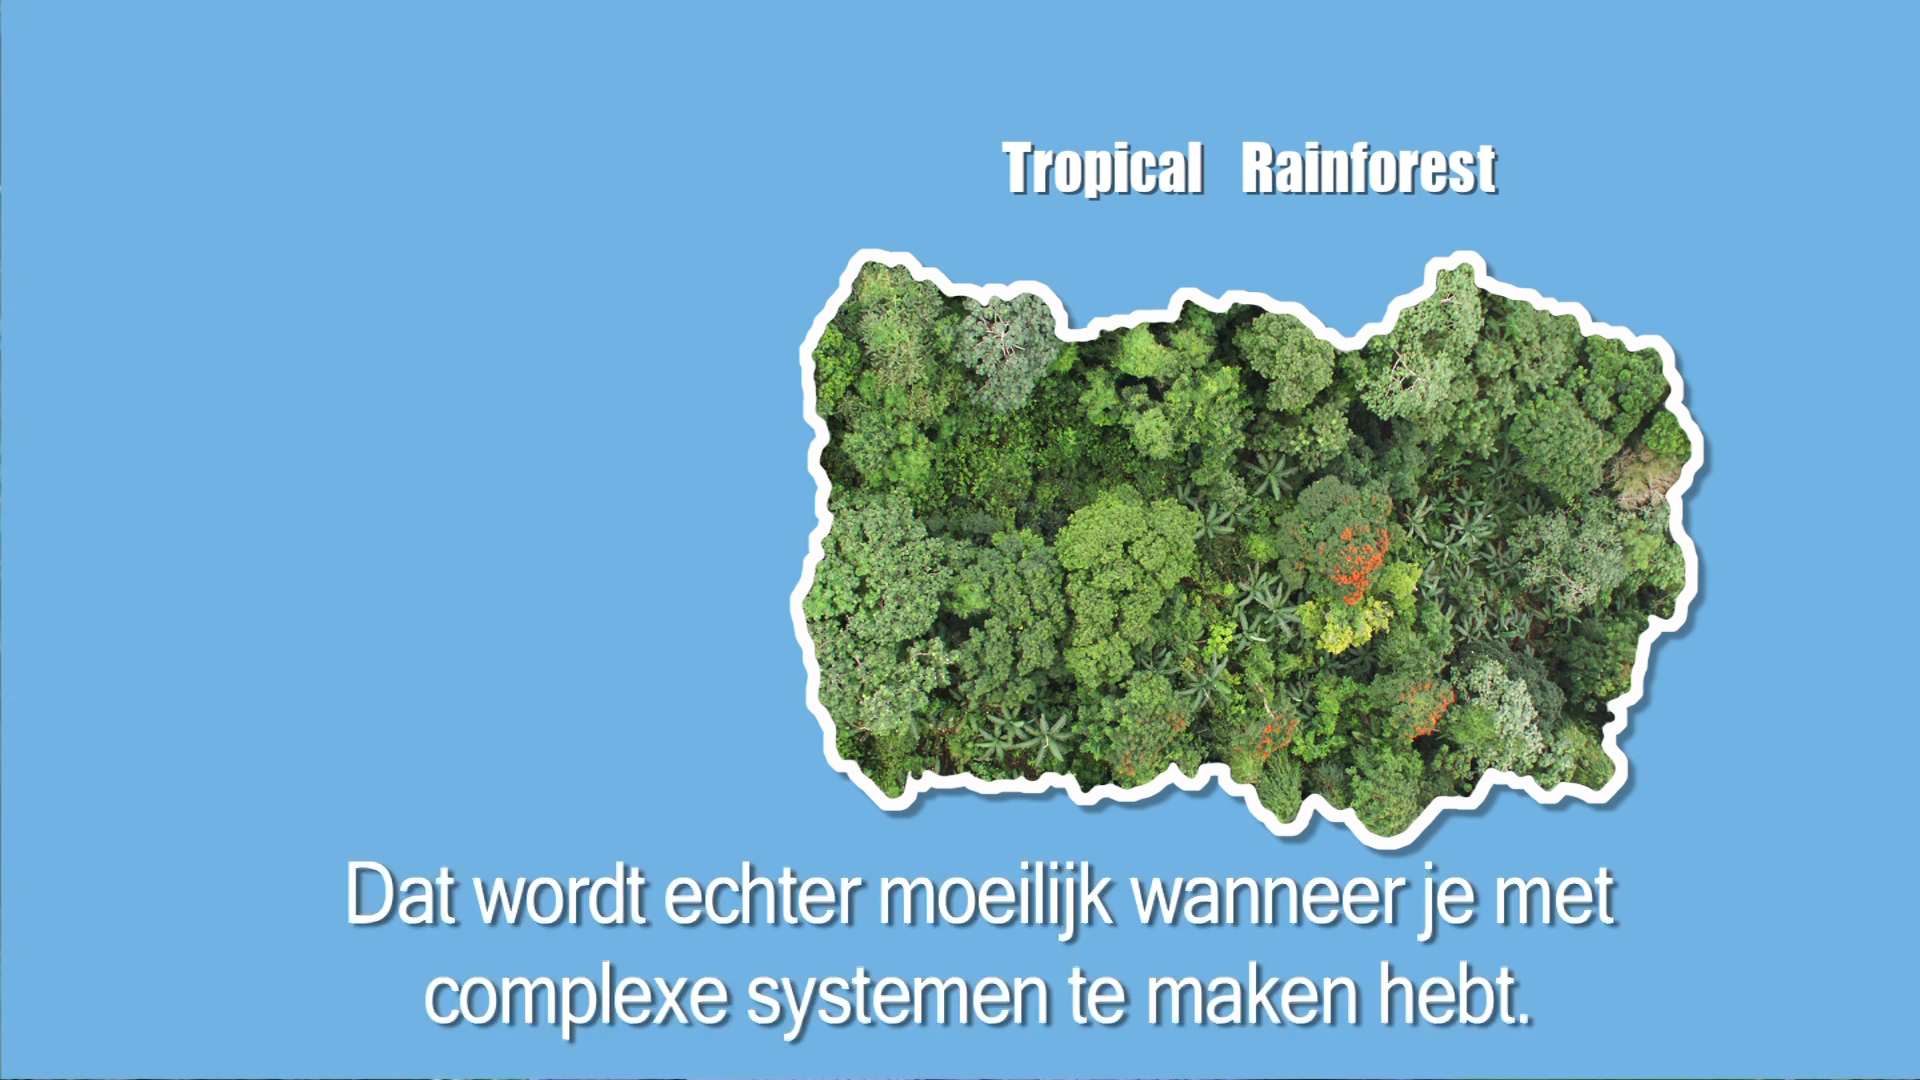 Tropical Rainforest
Dat wordt echter moeilijk wanneer je met
complexe systemen te maken hebt.